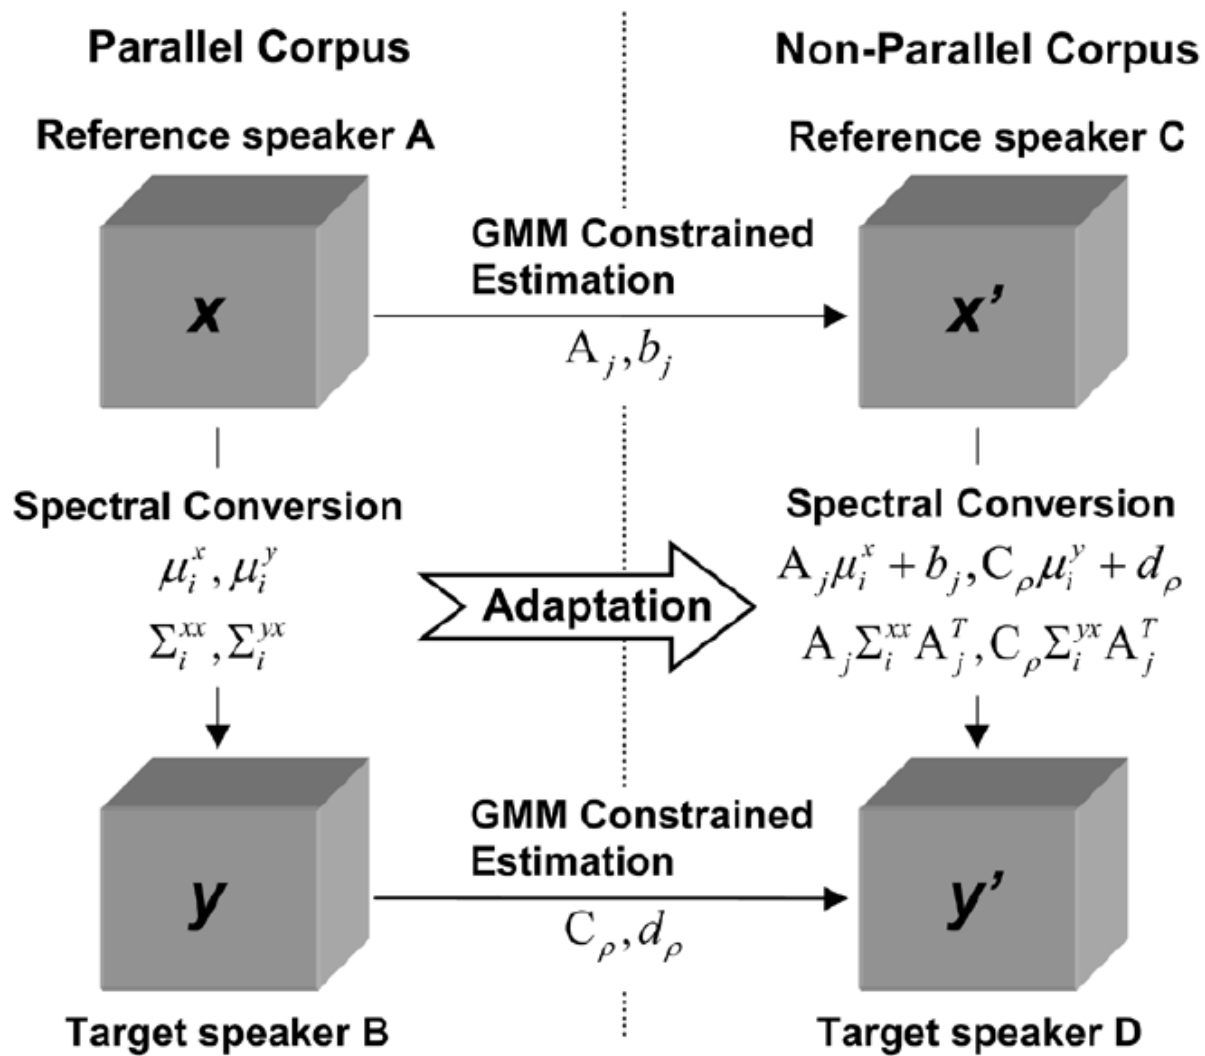 Parallel Corpus
Non-Parallel Corpus
Reference speaker A
Reference speaker C
GMM Constrained
Estimation
x
x’
A_j, b_j
Spectral Conversion
Spectral Conversion
μ_i^x, μ_i^y
A_j μ_i^x + b_j, C_ρ μ_i^y + d_ρ
Adaptation
Σ_i^{xx}, Σ_i^{yx}
A_j Σ_i^{xx} A_j^T, C_ρ Σ_i^{yx} A_j^T
GMM Constrained
Estimation
y
y’
C_ρ, d_ρ
Target speaker B
Target speaker D